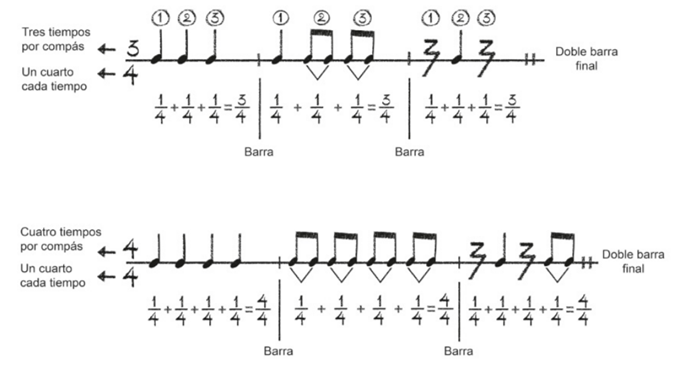 ① ② ③ ① ② ③ ① ② ③
Tres tiempos
por compás
3
Un cuarto
cada tiempo
4
Doble barra
final
1/4 + 1/4 + 1/4 = 3/4
1/4 + 1/4 + 1/4 = 3/4
1/4 + 1/4 + 1/4 = 3/4
Barra
Barra
Cuatro tiempos
por compás
4
Un cuarto
cada tiempo
4
Doble barra
final
1/4 + 1/4 + 1/4 + 1/4 = 4/4
1/4 + 1/4 + 1/4 + 1/4 = 4/4
1/4 + 1/4 + 1/4 + 1/4 = 4/4
Barra
Barra